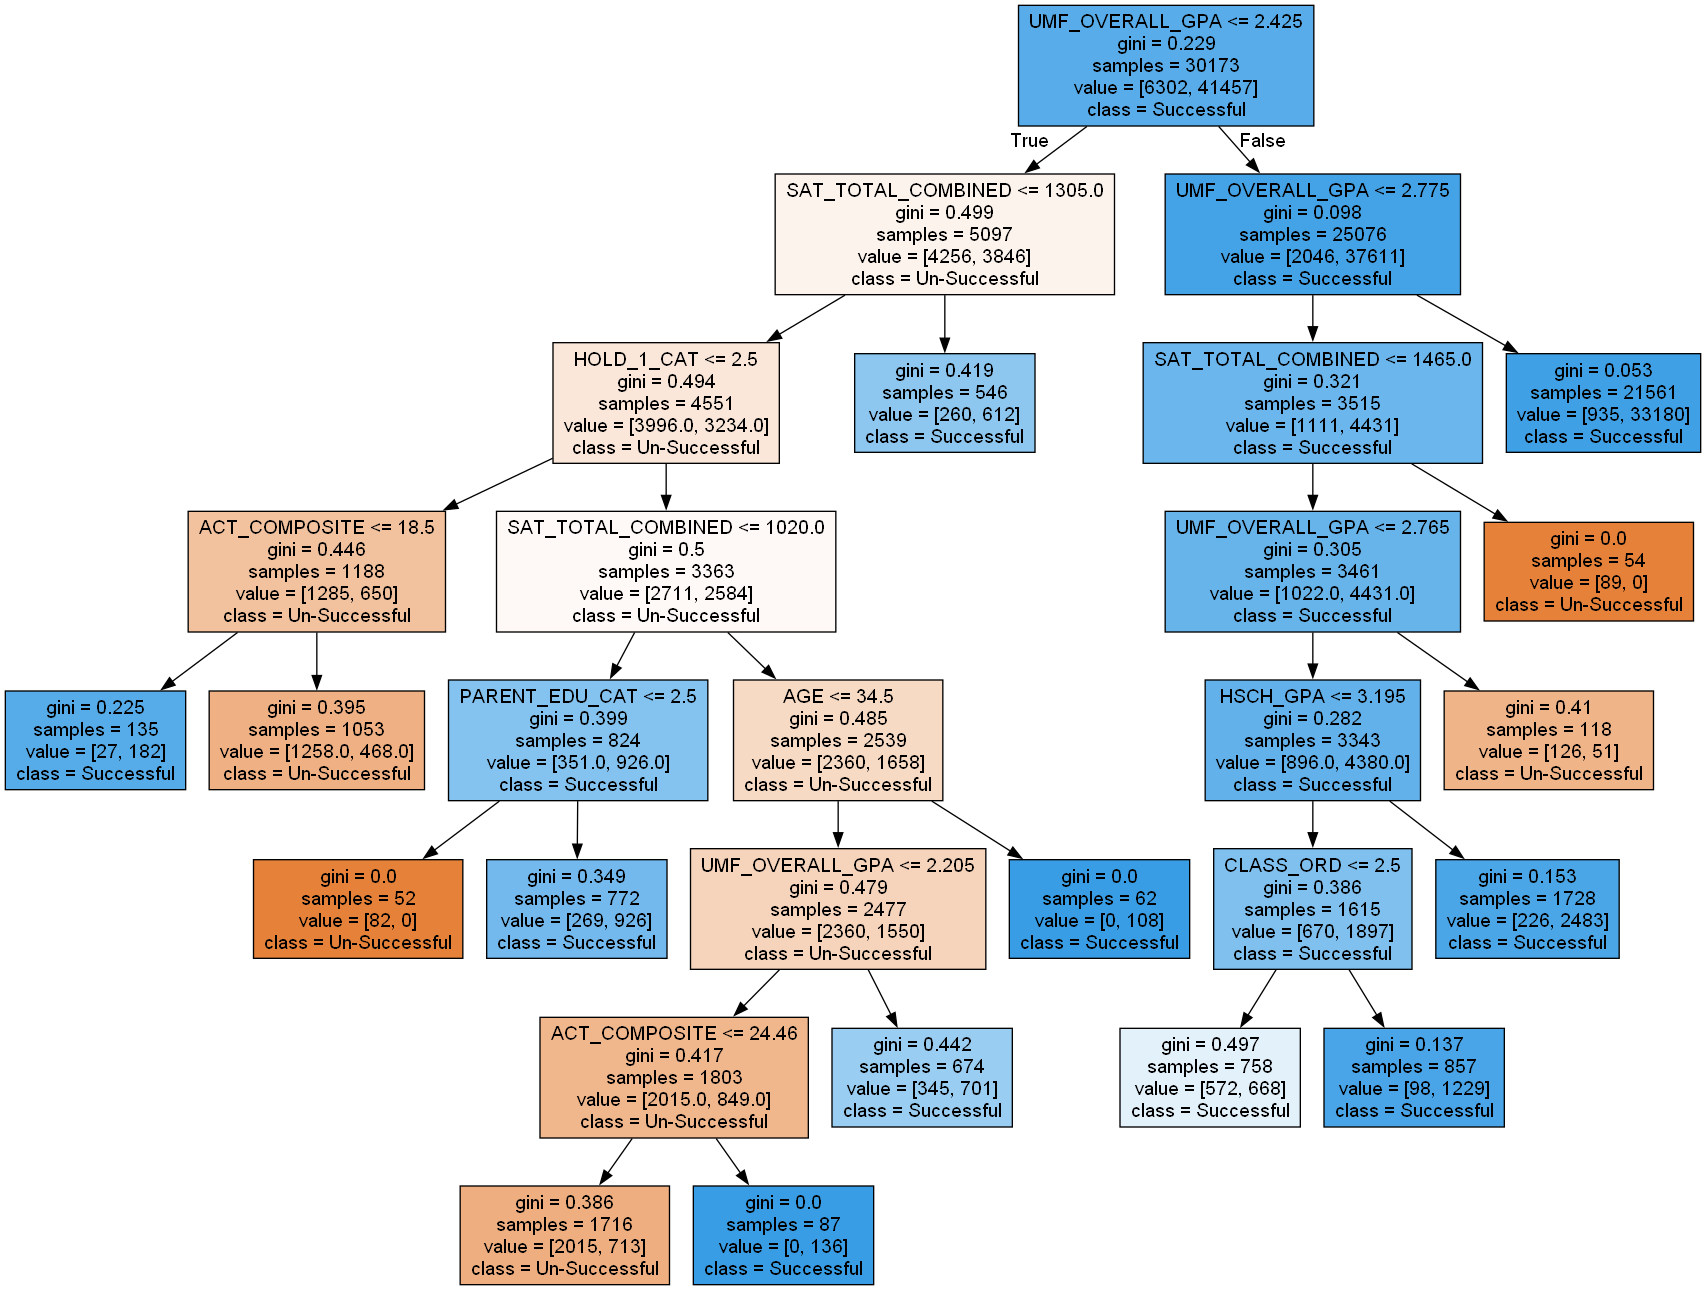 UMF_OVERALL_GPA <= 2.425
gini = 0.229
samples = 30173
value = [6302, 41457]
class = Successful
True
False
SAT_TOTAL_COMBINED <= 1305.0
gini = 0.499
samples = 5097
value = [4256, 3846]
class = Un-Successful
UMF_OVERALL_GPA <= 2.775
gini = 0.098
samples = 25076
value = [2046, 37611]
class = Successful
HOLD_1_CAT <= 2.5
gini = 0.494
samples = 4551
value = [3996.0, 3234.0]
class = Un-Successful
gini = 0.419
samples = 546
value = [260, 612]
class = Successful
SAT_TOTAL_COMBINED <= 1465.0
gini = 0.321
samples = 3515
value = [1111, 4431]
class = Successful
gini = 0.053
samples = 21561
value = [935, 33180]
class = Successful
ACT_COMPOSITE <= 18.5
gini = 0.446
samples = 1188
value = [1285, 650]
class = Un-Successful
SAT_TOTAL_COMBINED <= 1020.0
gini = 0.5
samples = 3363
value = [2711, 2584]
class = Un-Successful
UMF_OVERALL_GPA <= 2.765
gini = 0.305
samples = 3461
value = [1022.0, 4431.0]
class = Successful
gini = 0.0
samples = 54
value = [89, 0]
class = Un-Successful
gini = 0.225
samples = 135
value = [27, 182]
class = Successful
gini = 0.395
samples = 1053
value = [1258.0, 468.0]
class = Un-Successful
PARENT_EDU_CAT <= 2.5
gini = 0.399
samples = 824
value = [351.0, 926.0]
class = Successful
AGE <= 34.5
gini = 0.485
samples = 2539
value = [2360, 1658]
class = Un-Successful
HSCH_GPA <= 3.195
gini = 0.282
samples = 3343
value = [896.0, 4380.0]
class = Successful
gini = 0.41
samples = 118
value = [126, 51]
class = Un-Successful
gini = 0.0
samples = 52
value = [82, 0]
class = Un-Successful
gini = 0.349
samples = 772
value = [269, 926]
class = Successful
UMF_OVERALL_GPA <= 2.205
gini = 0.479
samples = 2477
value = [2360, 1550]
class = Un-Successful
gini = 0.0
samples = 62
value = [0, 108]
class = Successful
CLASS_ORD <= 2.5
gini = 0.386
samples = 1615
value = [670, 1897]
class = Successful
gini = 0.153
samples = 1728
value = [226, 2483]
class = Successful
ACT_COMPOSITE <= 24.46
gini = 0.417
samples = 1803
value = [2015.0, 849.0]
class = Un-Successful
gini = 0.442
samples = 674
value = [345, 701]
class = Successful
gini = 0.497
samples = 758
value = [572, 668]
class = Successful
gini = 0.137
samples = 857
value = [98, 1229]
class = Successful
gini = 0.386
samples = 1716
value = [2015, 713]
class = Un-Successful
gini = 0.0
samples = 87
value = [0, 136]
class = Successful